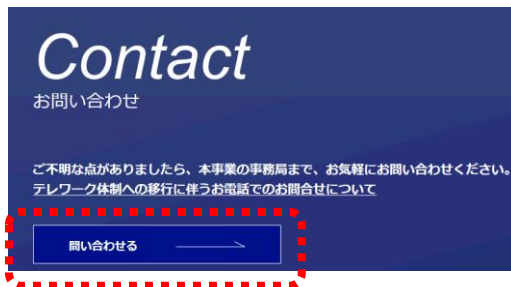 Contact
お問い合わせ
ご不明な点がありましたら、本事業の事務局まで、お気軽にお問い合わせください。
テレワーク体制への移行に伴うお電話でのお問合せについて
問い合わせる